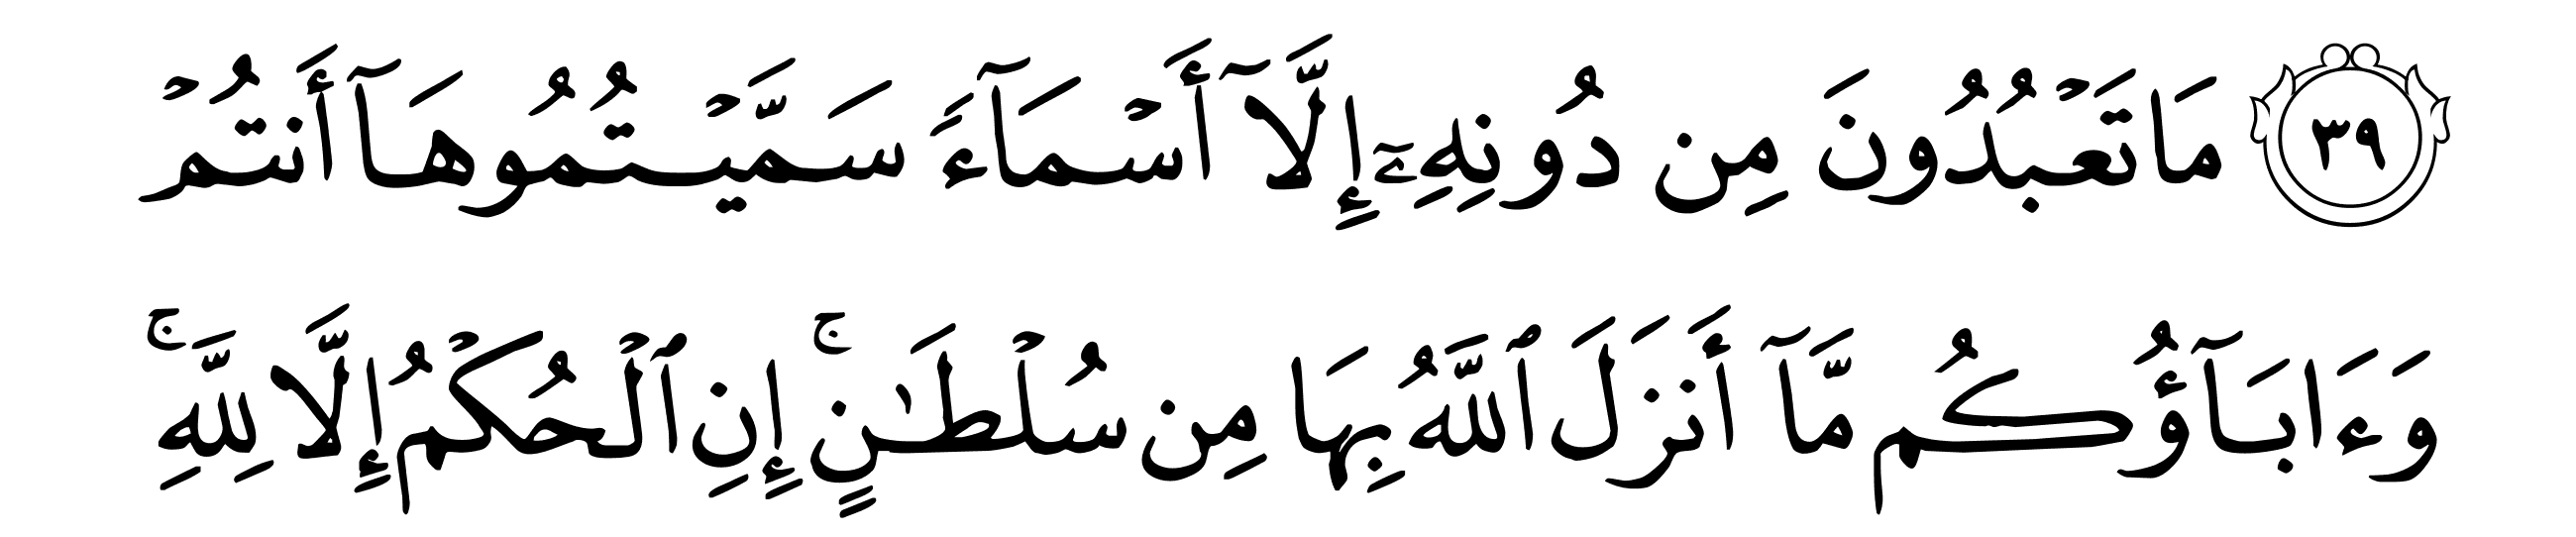 ٣٩ مَا تَعْبُدُونَ مِن دُونِهِۦٓ إِلَّآ أَسْمَآءً سَمَّيْتُمُوهَآ أَنتُمْ
وَءَابَآؤُكُم مَّآ أَنزَلَ ٱللَّهُ بِهَا مِن سُلْطَـٰنٍۚ إِنِ ٱلْحُكْمُ إِلَّا لِلَّهِۚ